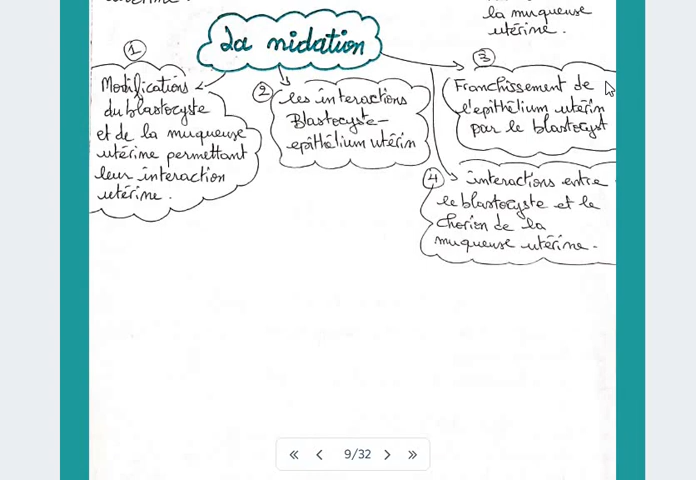 la muqueuse
utérine.
La nidation
1
Modifications
du blastocyste
et de la muqueuse
utérine permettant
leur interaction
utérine.
2
les interactions
Blastocyste-
epithélium utérin
3
Franchissement de
l'epithélium utérin
par le blastocyst
4
interactions entre
le blastocyste et le
chorion de la
muqueuse utérine.
9/32